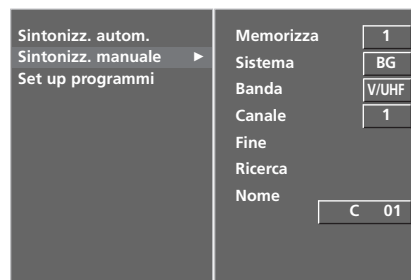 Sintonizz. autom.
Sintonizz. manuale ►
Set up programmi
Memorizza 1
Sistema BG
Banda V/UHF
Canale 1
Fine
Ricerca
Nome
C 01